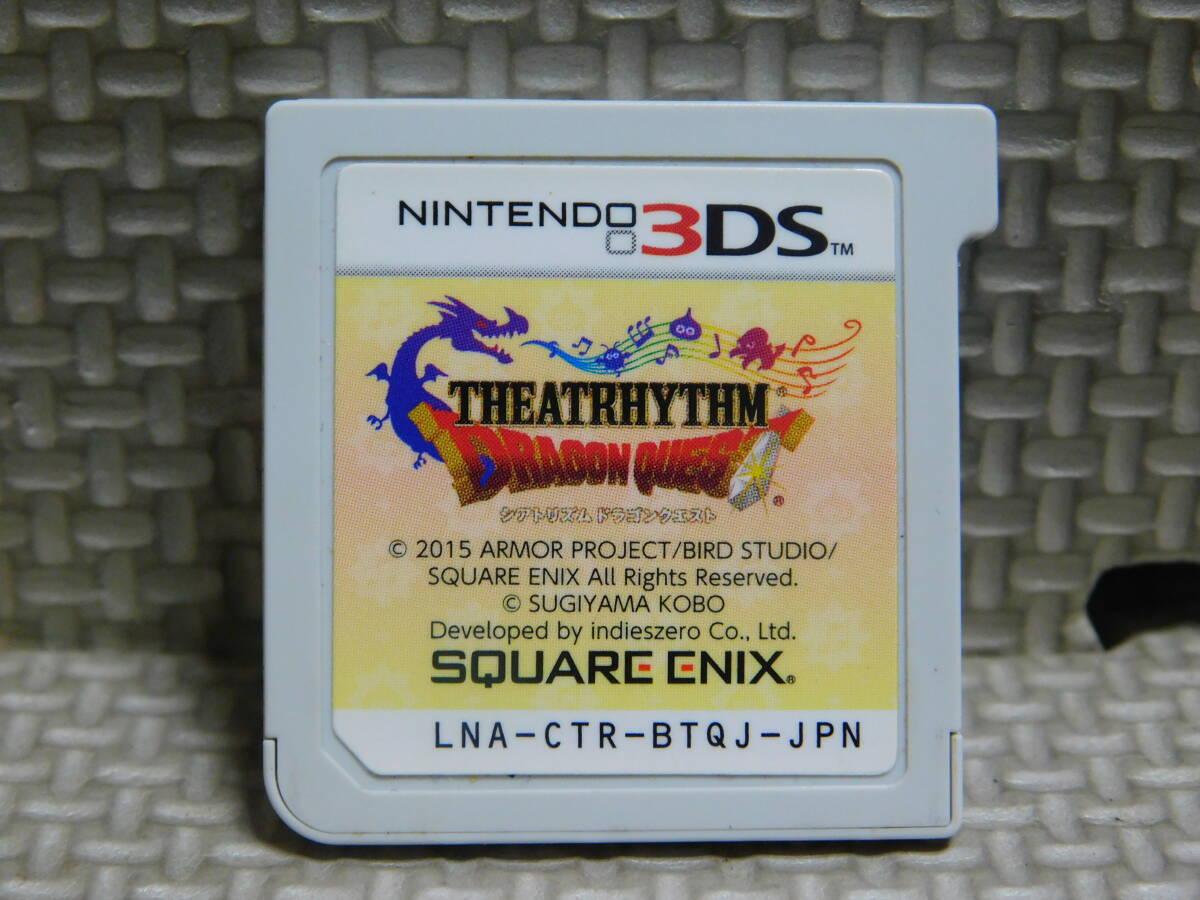 NINTENDO 3DS™
THEATRHYTHM®
DRAGON QUEST®
シアトリズム ドラゴンクエスト
© 2015 ARMOR PROJECT/BIRD STUDIO/
SQUARE ENIX All Rights Reserved.
© SUGIYAMA KOBO
Developed by indieszero Co., Ltd.
SQUARE ENIX®
LNA-CTR-BTQJ-JPN